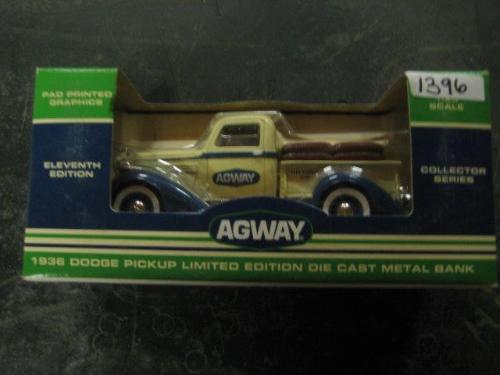 PAD PRINTED
GRAPHICS
1396
SCALE
ELEVENTH
EDITION
COLLECTOR
SERIES
AGWAY
AGWAY
1936 DODGE PICKUP LIMITED EDITION DIE CAST METAL BANK